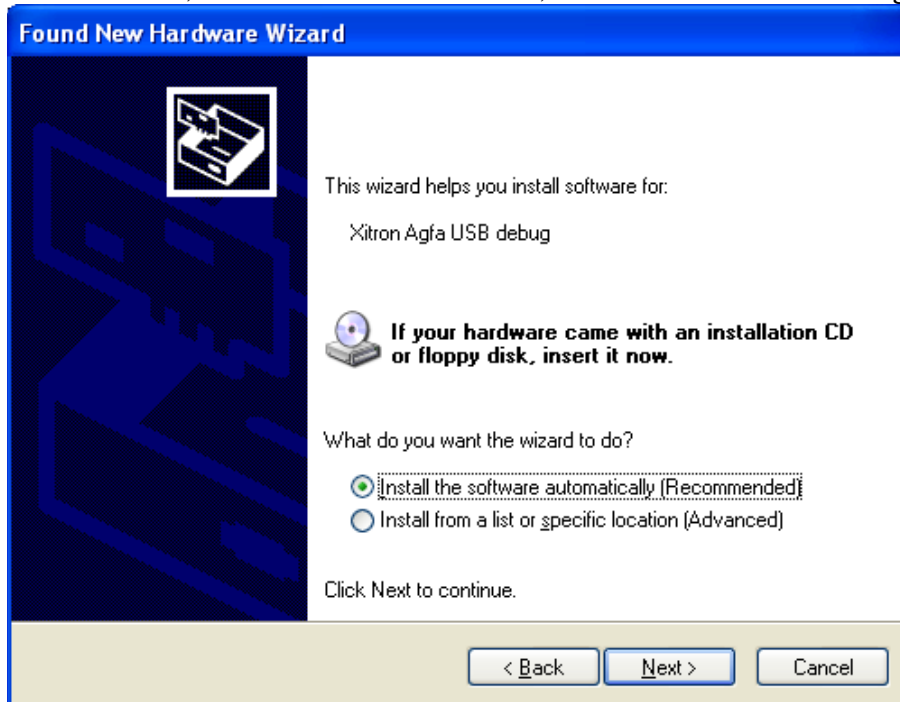 Found New Hardware Wizard
This wizard helps you install software for:
Xitron Agfa USB debug
If your hardware came with an installation CD
or floppy disk, insert it now.
What do you want the wizard to do?
Install the software automatically (Recommended)
Install from a list or specific location (Advanced)
Click Next to continue.
< Back Next > Cancel